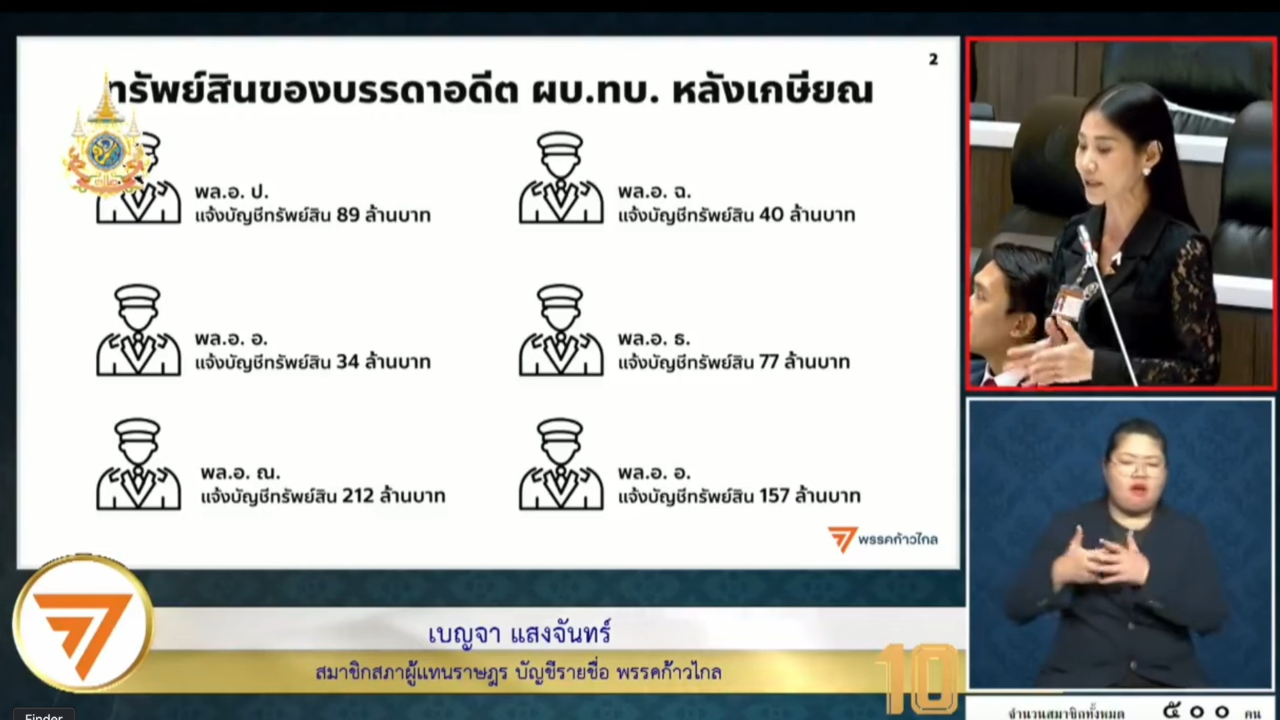 2
ทรัพย์สินของบรรดาอดีต ผบ.ทบ. หลังเกษียณ
พล.อ. ป.
แจ้งบัญชีทรัพย์สิน 89 ล้านบาท
พล.อ. ฉ.
แจ้งบัญชีทรัพย์สิน 40 ล้านบาท
พล.อ. อ.
แจ้งบัญชีทรัพย์สิน 34 ล้านบาท
พล.อ. ธ.
แจ้งบัญชีทรัพย์สิน 77 ล้านบาท
พล.อ. ณ.
แจ้งบัญชีทรัพย์สิน 212 ล้านบาท
พล.อ. อ.
แจ้งบัญชีทรัพย์สิน 157 ล้านบาท
พรรคก้าวไกล
เบญจา แสงจันทร์
สมาชิกสภาผู้แทนราษฎร บัญชีรายชื่อ พรรคก้าวไกล
10
จำนวนสมาชิกทั้งหมด ๕๐๐ คน
Finder